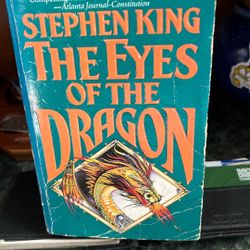 —Atlanta Journal-Constitution
STEPHEN KING
THE EYES
OF THE
DRAGON